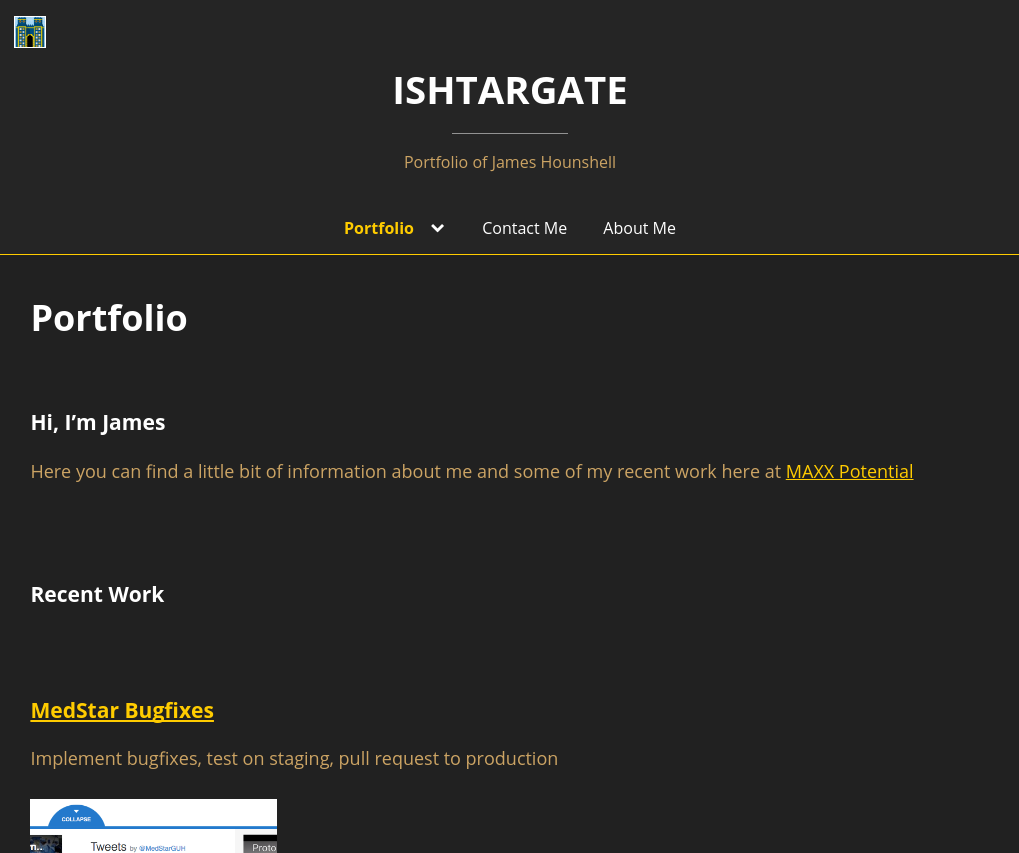 ISHTARGATE
Portfolio of James Hounshell
Portfolio Contact Me About Me
Portfolio
Hi, I’m James
Here you can find a little bit of information about me and some of my recent work here at MAXX Potential
Recent Work
MedStar Bugfixes
Implement bugfixes, test on staging, pull request to production
COLLAPSE
Tweets by @MedStarGUH
Proto